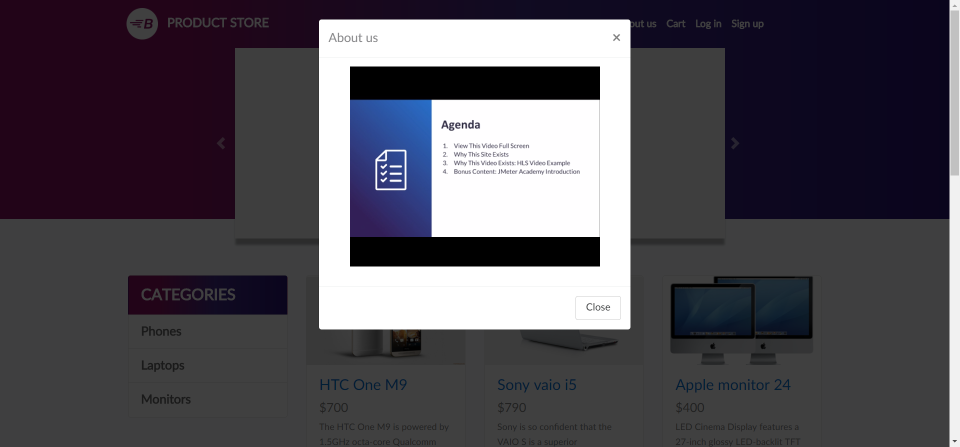 B PRODUCT STORE
out us Cart Log in Sign up
About us
×
Agenda
1. View This Video Full Screen
2. Why This Site Exists
3. Why This Video Exists: HLS Video Example
4. Bonus Content: JMeter Academy Introduction
Close
CATEGORIES
Phones
Laptops
Monitors
HTC One M9
$700
The HTC One M9 is powered by
1.5GHz octa-core Qualcomm
Sony vaio i5
$790
Sony is so confident that the
VAIO S is a superior
Apple monitor 24
$400
LED Cinema Display features a
27-inch glossy LED-backlit TFT